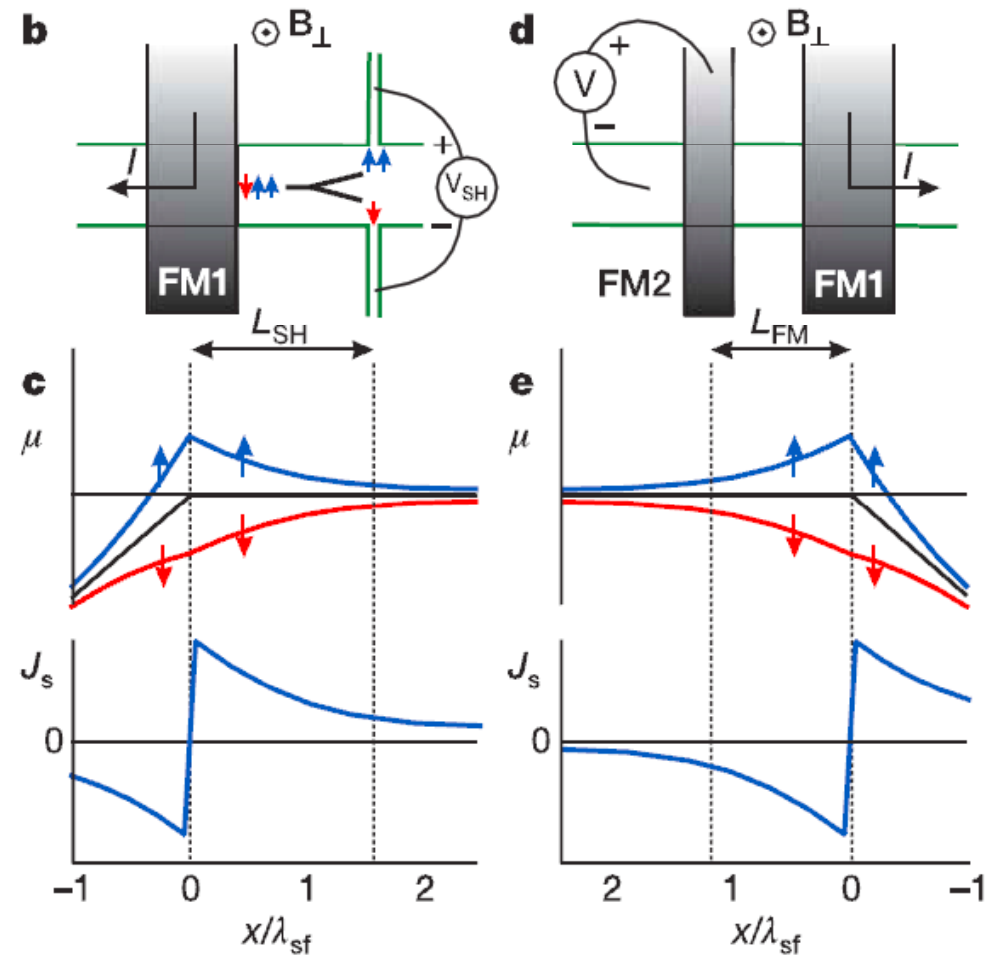 b
B⊥
I
FM1
+
V_SH
−
L_SH
d
B⊥
+
V
−
I
FM2
FM1
L_FM
c
μ
J_s
0
−1 0 1 2
x/λ_sf
e
μ
J_s
0
2 1 0 −1
x/λ_sf